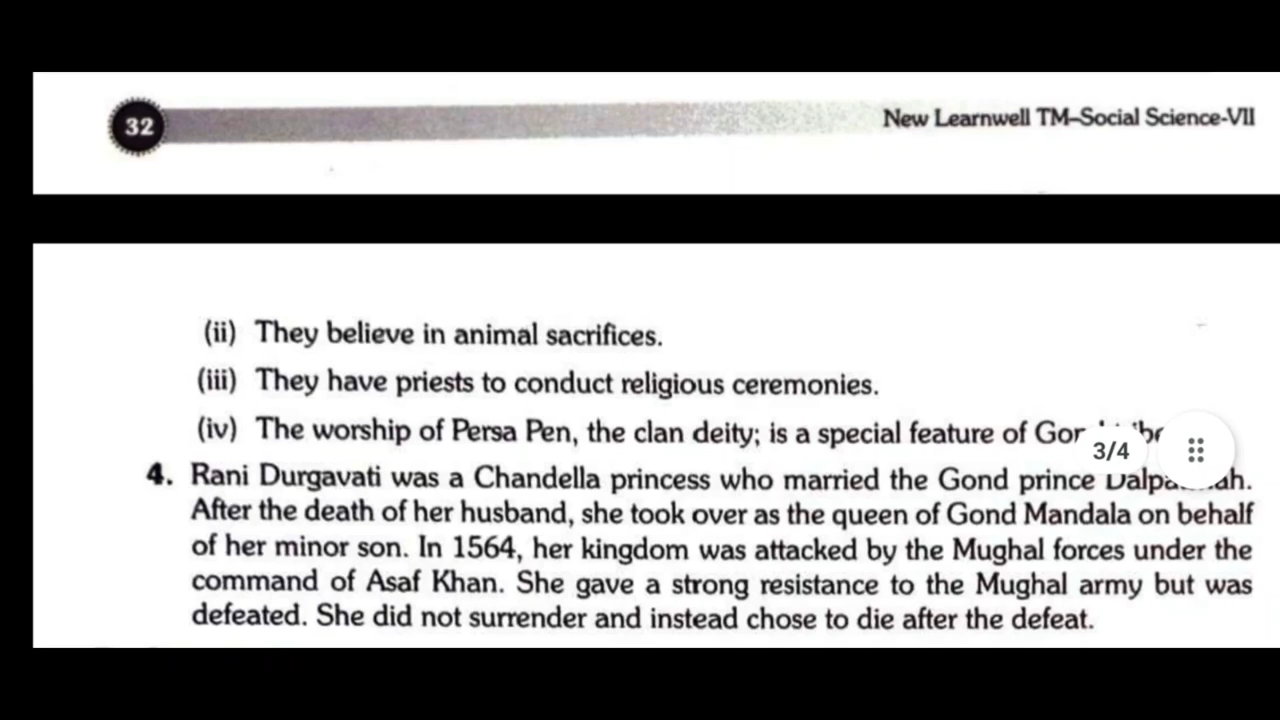 32
New Learnwell TM–Social Science-VII
(ii) They believe in animal sacrifices.
(iii) They have priests to conduct religious ceremonies.
(iv) The worship of Persa Pen, the clan deity; is a special feature of
3/4
4. Rani Durgavati was a Chandella princess who married the Gond prince
After the death of her husband, she took over as the queen of Gond Mandala on behalf
of her minor son. In 1564, her kingdom was attacked by the Mughal forces under the
command of Asaf Khan. She gave a strong resistance to the Mughal army but was
defeated. She did not surrender and instead chose to die after the defeat.